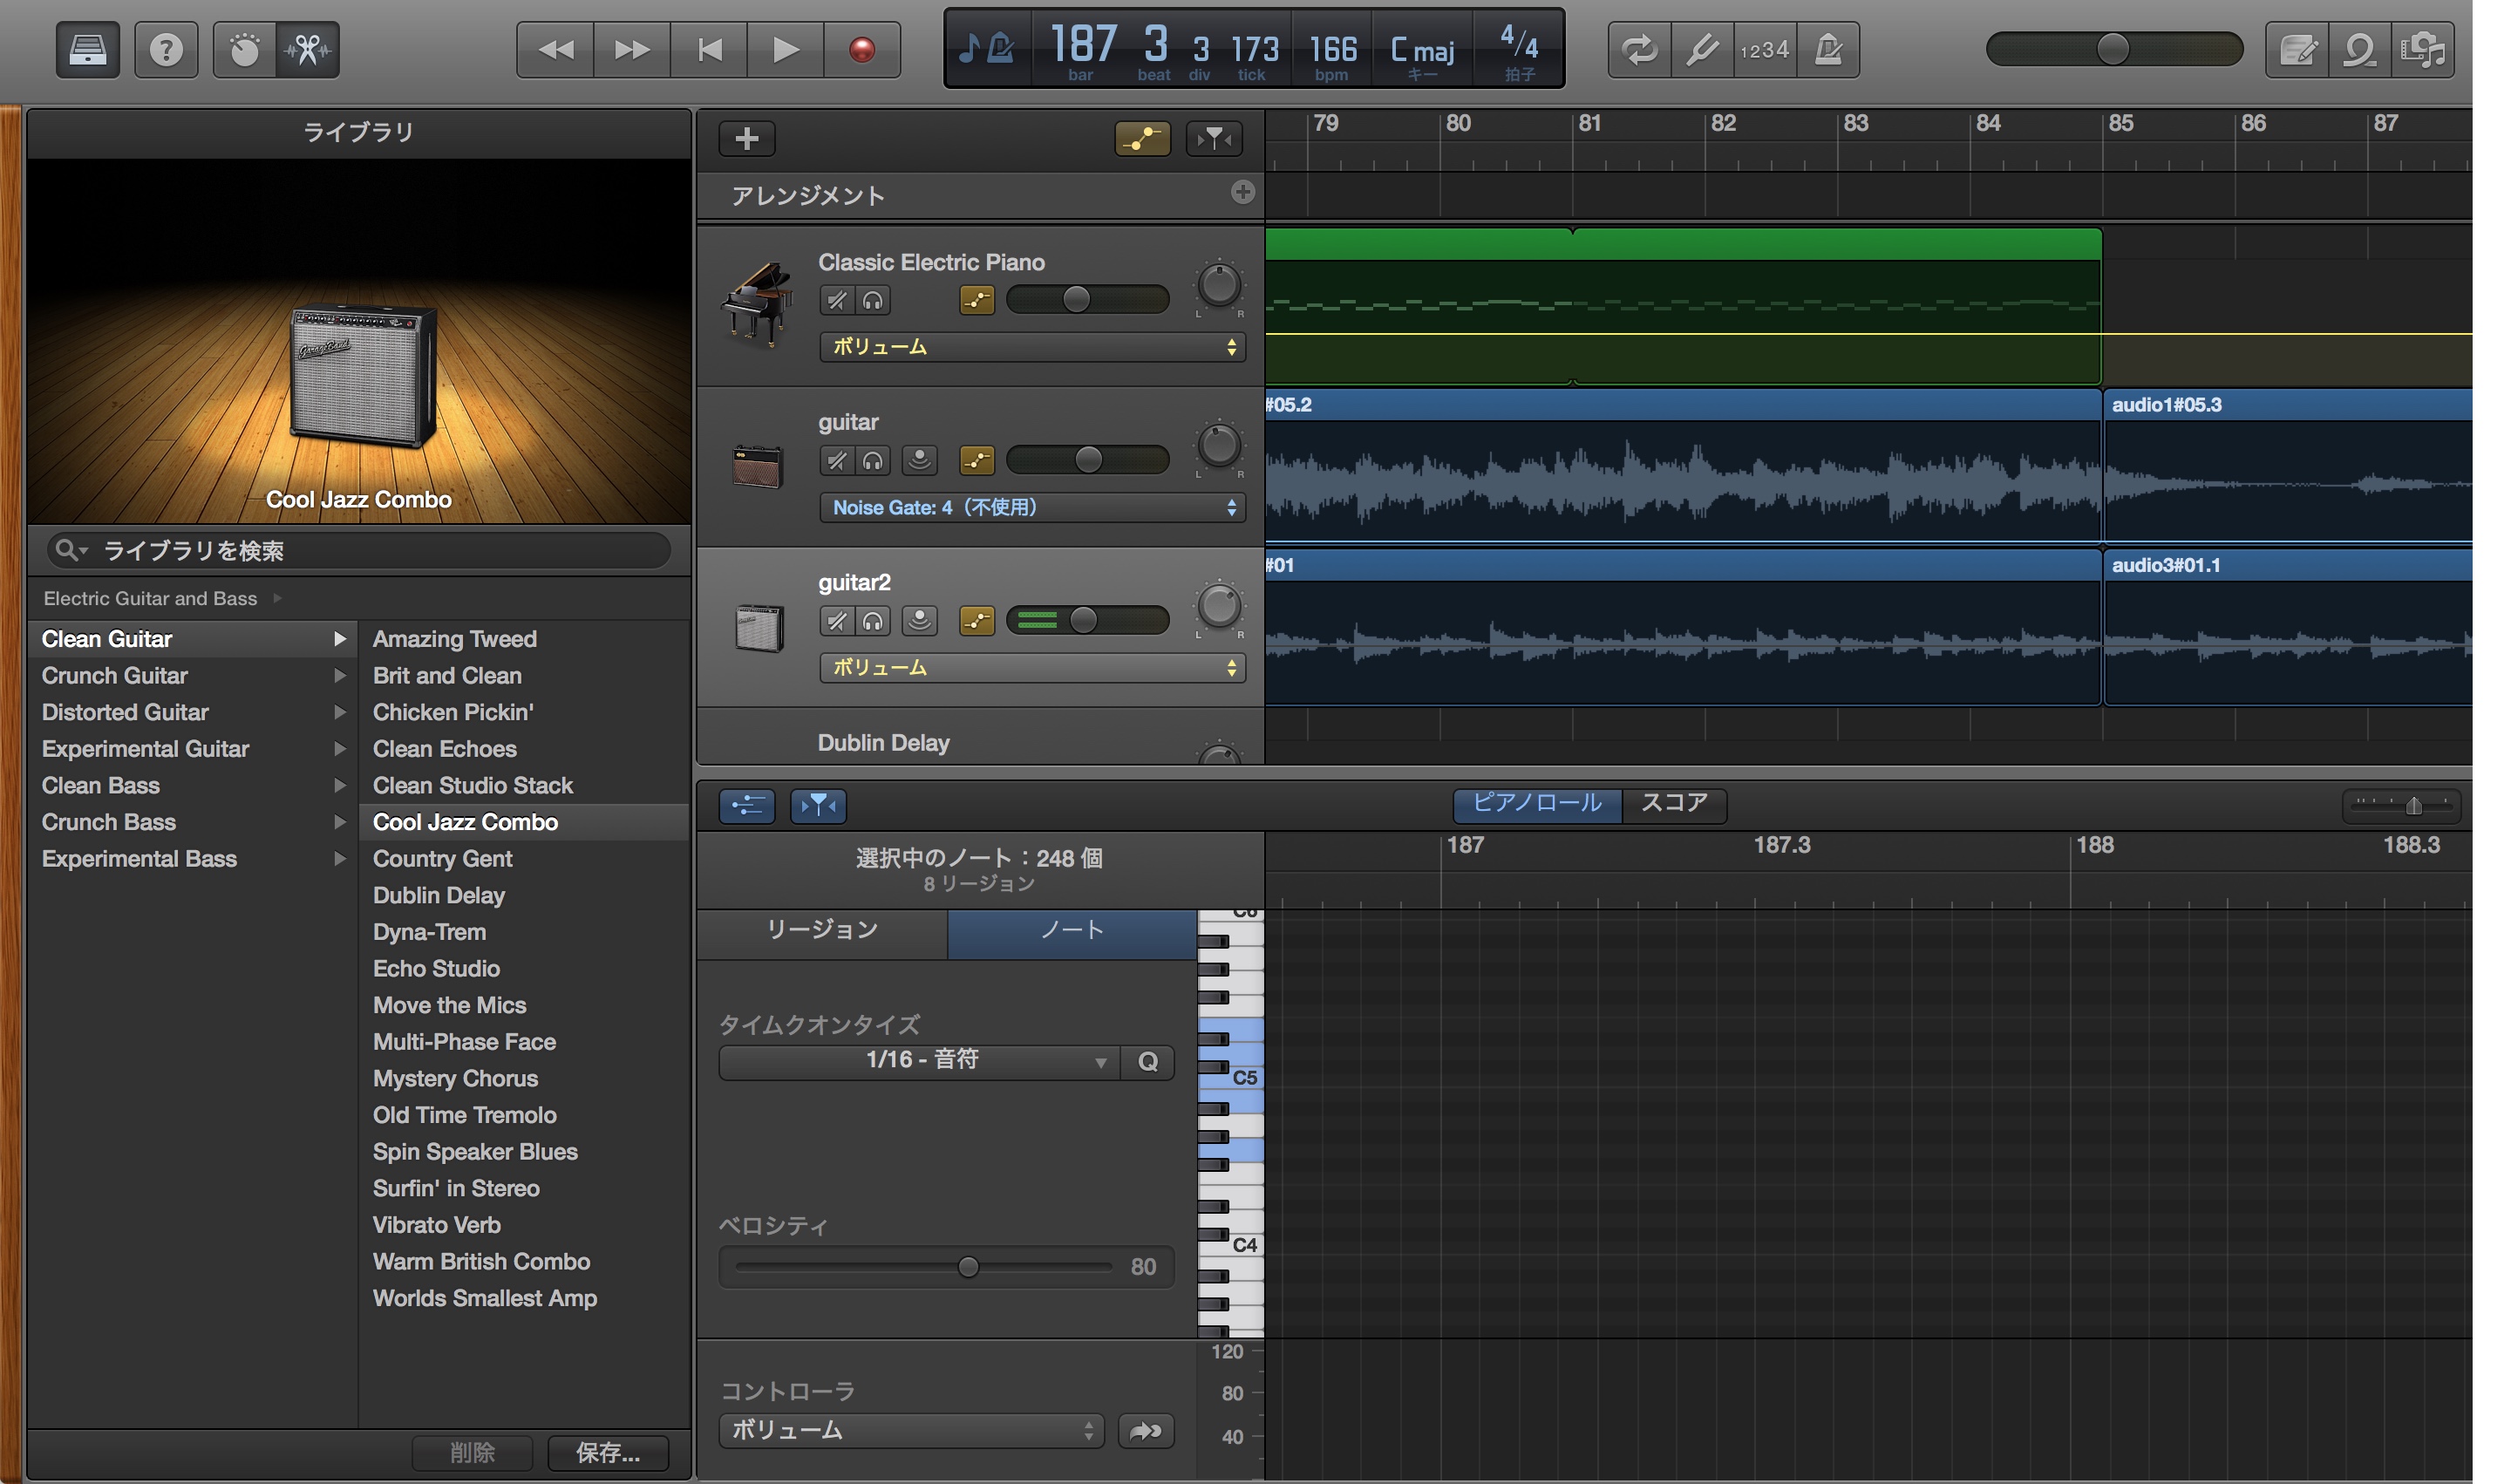 187 3 3 173 166 C maj 4/4
bar beat div tick bpm キー 拍子
1234
ライブラリ
GarageBand
Cool Jazz Combo
ライブラリを検索
Electric Guitar and Bass
Clean Guitar
Crunch Guitar
Distorted Guitar
Experimental Guitar
Clean Bass
Crunch Bass
Experimental Bass
Amazing Tweed
Brit and Clean
Chicken Pickin'
Clean Echoes
Clean Studio Stack
Cool Jazz Combo
Country Gent
Dublin Delay
Dyna-Trem
Echo Studio
Move the Mics
Multi-Phase Face
Mystery Chorus
Old Time Tremolo
Spin Speaker Blues
Surfin' in Stereo
Vibrato Verb
Warm British Combo
Worlds Smallest Amp
削除 保存...
79 80 81 82 83 84 85 86 87
アレンジメント
Classic Electric Piano
L R
ボリューム
guitar
L R
Noise Gate: 4（不使用）
#05.2 audio1#05.3
guitar2
L R
ボリューム
#01 audio3#01.1
Dublin Delay
ピアノロール スコア
187 187.3 188 188.3
選択中のノート：248 個
8 リージョン
リージョン ノート
タイムクオンタイズ
1/16 - 音符 Q
ベロシティ
80
C6
C5
C4
コントローラ
ボリューム
120
80
40